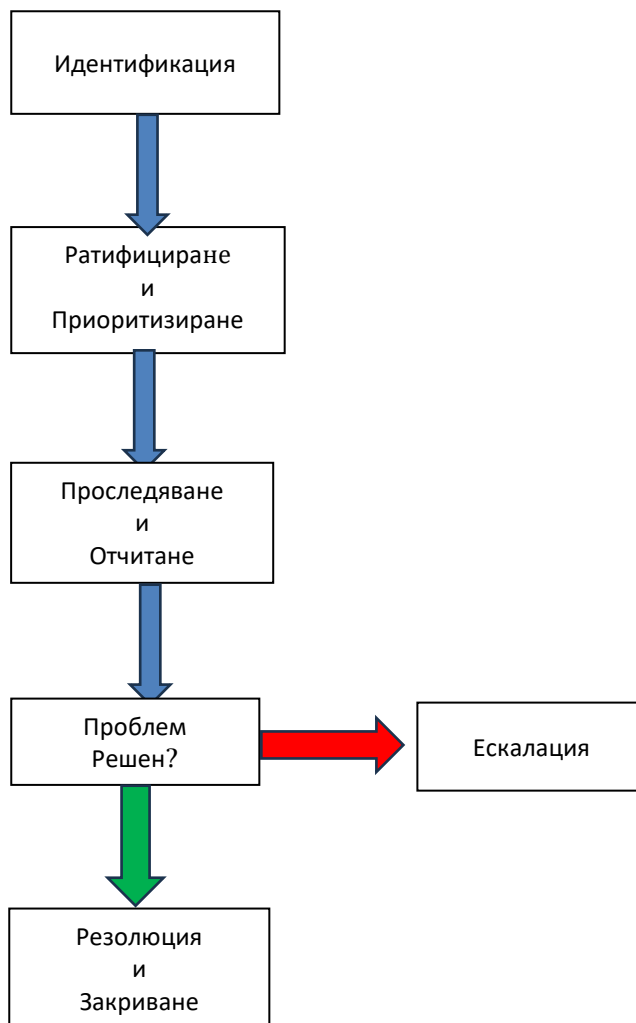 Идентификация
Ратифициране
и
Приоритизиране
Проследяване
и
Отчитане
Проблем
Решен?
Ескалация
Резолюция
и
Закриване